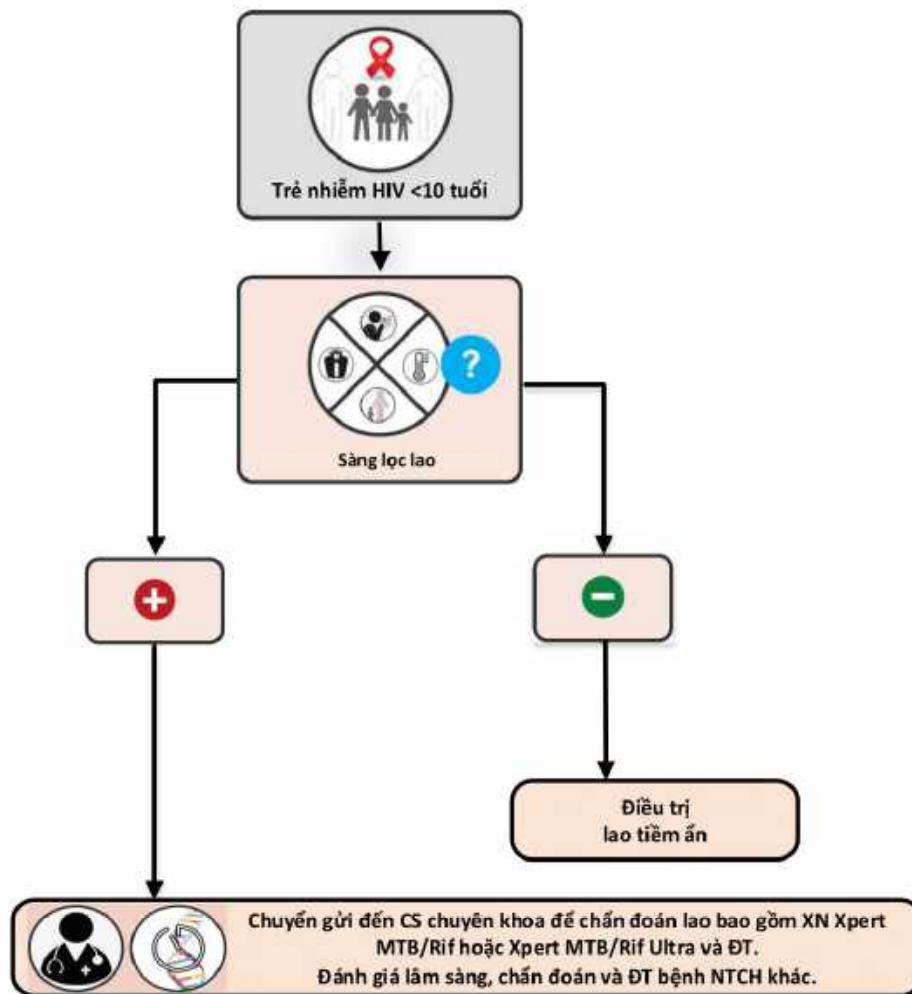 Trẻ nhiễm HIV <10 tuổi
?
Sàng lọc lao
+
−
Điều trị
lao tiềm ẩn
Chuyển gửi đến CS chuyên khoa để chẩn đoán lao bao gồm XN Xpert
MTB/Rif hoặc Xpert MTB/Rif Ultra và ĐT.
Đánh giá lâm sàng, chẩn đoán và ĐT bệnh NTCH khác.